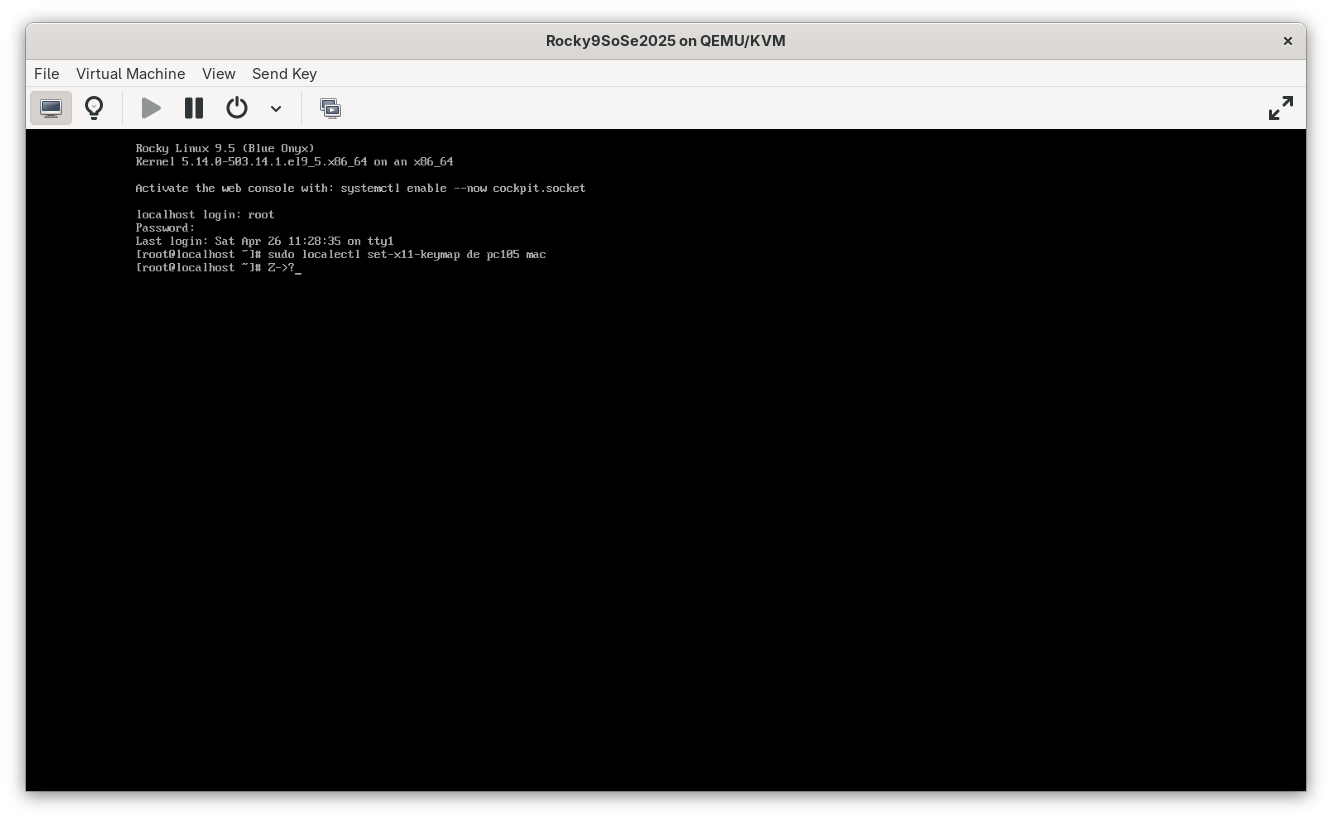 Rocky9SoSe2025 on QEMU/KVM
File Virtual Machine View Send Key
Rocky Linux 9.5 (Blue Onyx)
Kernel 5.14.0-503.14.1.el9_5.x86_64 on an x86_64
Activate the web console with: systemctl enable --now cockpit.socket
localhost login: root
Password:
Last login: Sat Apr 26 11:28:35 on tty1
[root@localhost ~]# sudo localectl set-x11-keymap de pc105 mac
[root@localhost ~]# Z->?_